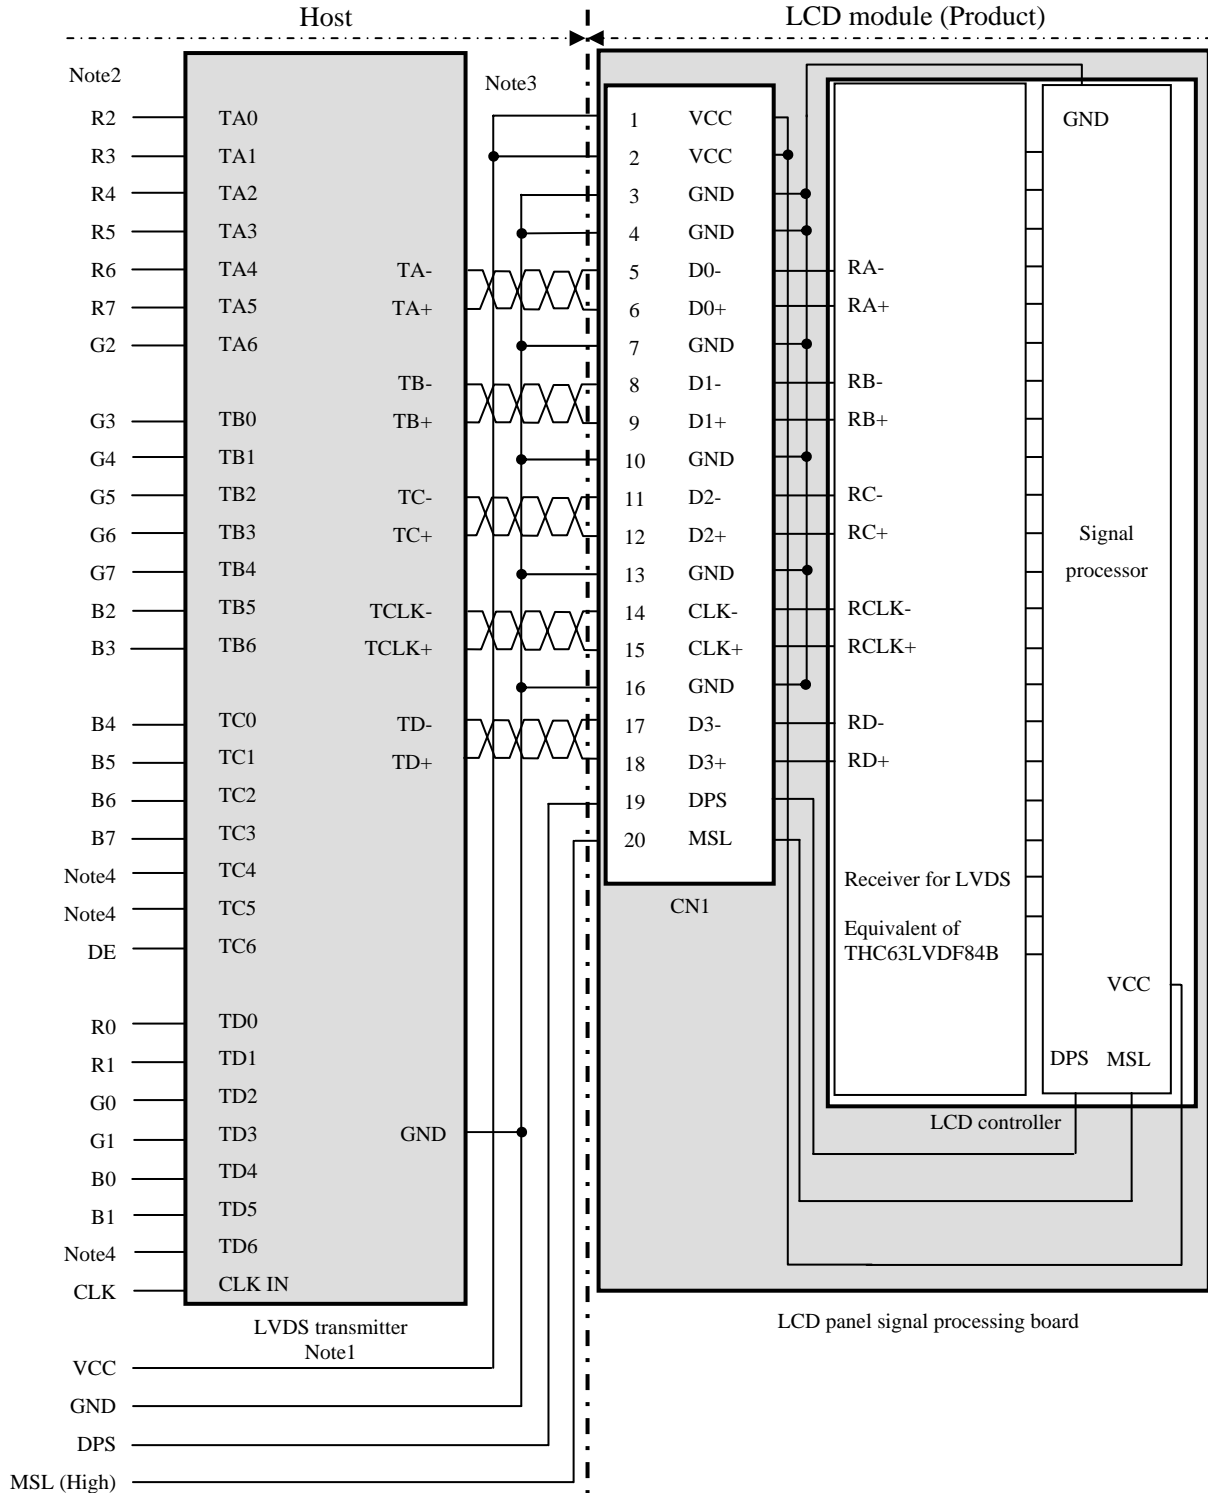 Host
LCD module (Product)
Note2
Note3
R2 TA0
R3 TA1
R4 TA2
R5 TA3
R6 TA4 TA-
R7 TA5 TA+
G2 TA6
TB-
G3 TB0 TB+
G4 TB1
G5 TB2 TC-
G6 TB3 TC+
G7 TB4
B2 TB5 TCLK-
B3 TB6 TCLK+
B4 TC0 TD-
B5 TC1 TD+
B6 TC2
B7 TC3
Note4 TC4
Note4 TC5
DE TC6
R0 TD0
R1 TD1
G0 TD2
G1 TD3 GND
B0 TD4
B1 TD5
Note4 TD6
CLK CLK IN
LVDS transmitter
Note1
VCC
GND
DPS
MSL (High)
1 VCC
2 VCC
3 GND
4 GND
5 D0-
6 D0+
7 GND
8 D1-
9 D1+
10 GND
11 D2-
12 D2+
13 GND
14 CLK-
15 CLK+
16 GND
17 D3-
18 D3+
19 DPS
20 MSL
CN1
RA-
RA+
RB-
RB+
RC-
RC+
RCLK-
RCLK+
RD-
RD+
Receiver for LVDS
Equivalent of
THC63LVDF84B
GND
Signal
processor
VCC
DPS MSL
LCD controller
LCD panel signal processing board